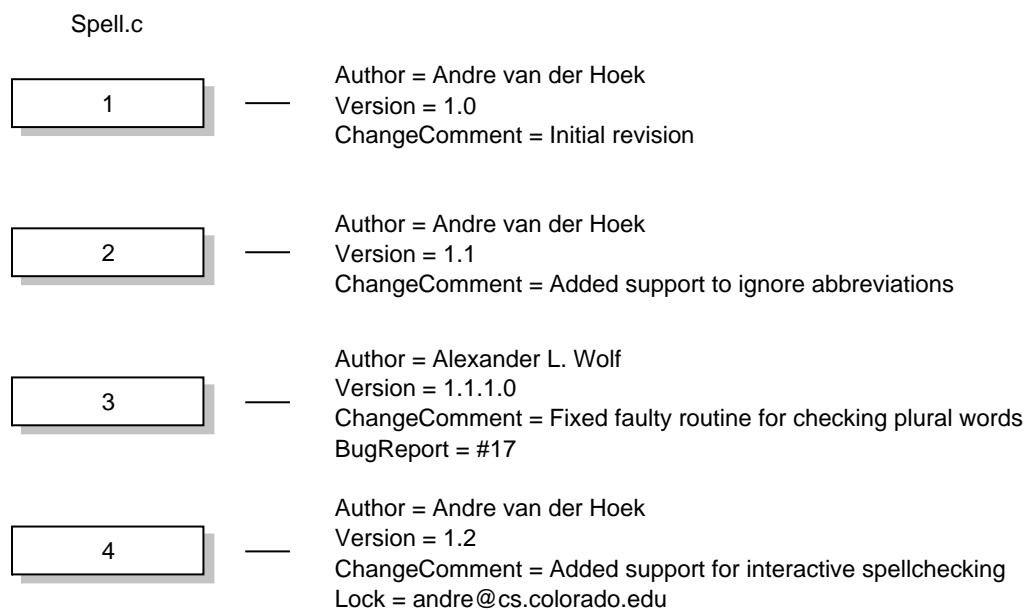 Spell.c
1
Author = Andre van der Hoek
Version = 1.0
ChangeComment = Initial revision
2
Author = Andre van der Hoek
Version = 1.1
ChangeComment = Added support to ignore abbreviations
3
Author = Alexander L. Wolf
Version = 1.1.1.0
ChangeComment = Fixed faulty routine for checking plural words
BugReport = #17
4
Author = Andre van der Hoek
Version = 1.2
ChangeComment = Added support for interactive spellchecking
Lock = andre@cs.colorado.edu